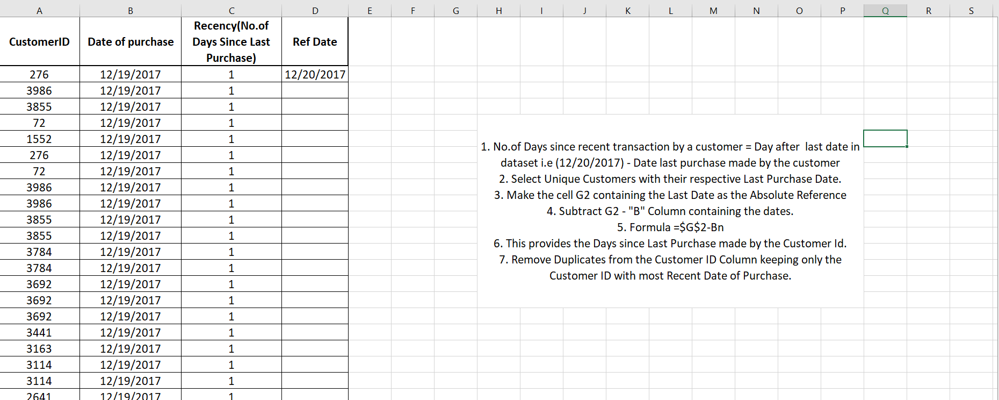 A B C D E F G H I J K L M N O P Q R S
CustomerID Date of purchase Recency(No.of Days Since Last Purchase) Ref Date
276 12/19/2017 1 12/20/2017
3986 12/19/2017 1
3855 12/19/2017 1
72 12/19/2017 1
1552 12/19/2017 1
276 12/19/2017 1
72 12/19/2017 1
3986 12/19/2017 1
3986 12/19/2017 1
3855 12/19/2017 1
3855 12/19/2017 1
3784 12/19/2017 1
3784 12/19/2017 1
3692 12/19/2017 1
3692 12/19/2017 1
3692 12/19/2017 1
3441 12/19/2017 1
3163 12/19/2017 1
3114 12/19/2017 1
3114 12/19/2017 1
2641 12/19/2017 1
1. No.of Days since recent transaction by a customer = Day after  last date in
dataset i.e (12/20/2017) - Date last purchase made by the customer
2. Select Unique Customers with their respective Last Purchase Date.
3. Make the cell G2 containing the Last Date as the Absolute Reference
4. Subtract G2 - "B" Column containing the dates.
5. Formula =$G$2-Bn
6. This provides the Days since Last Purchase made by the Customer Id.
7. Remove Duplicates from the Customer ID Column keeping only the
Customer ID with most Recent Date of Purchase.